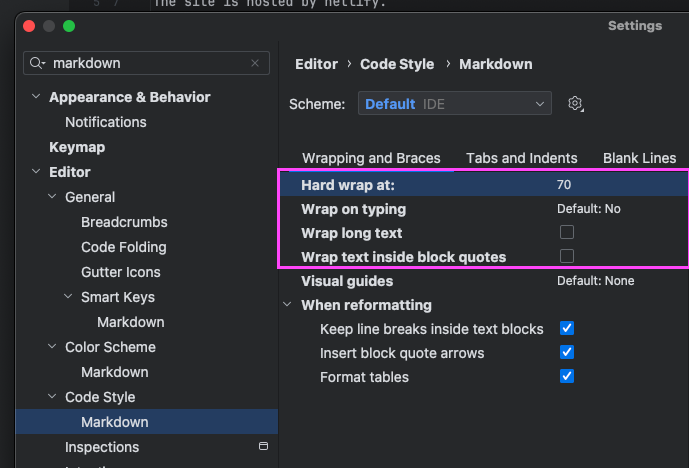 5 7 The site is hosted by netlify.
Settings
markdown
Appearance & Behavior
Notifications
Keymap
Editor
General
Breadcrumbs
Code Folding
Gutter Icons
Smart Keys
Markdown
Color Scheme
Markdown
Code Style
Markdown
Inspections
Editor › Code Style › Markdown
Scheme: Default IDE
Wrapping and Braces Tabs and Indents Blank Lines
Hard wrap at: 70
Wrap on typing Default: No
Wrap long text
Wrap text inside block quotes
Visual guides Default: None
When reformatting
Keep line breaks inside text blocks
Insert block quote arrows
Format tables